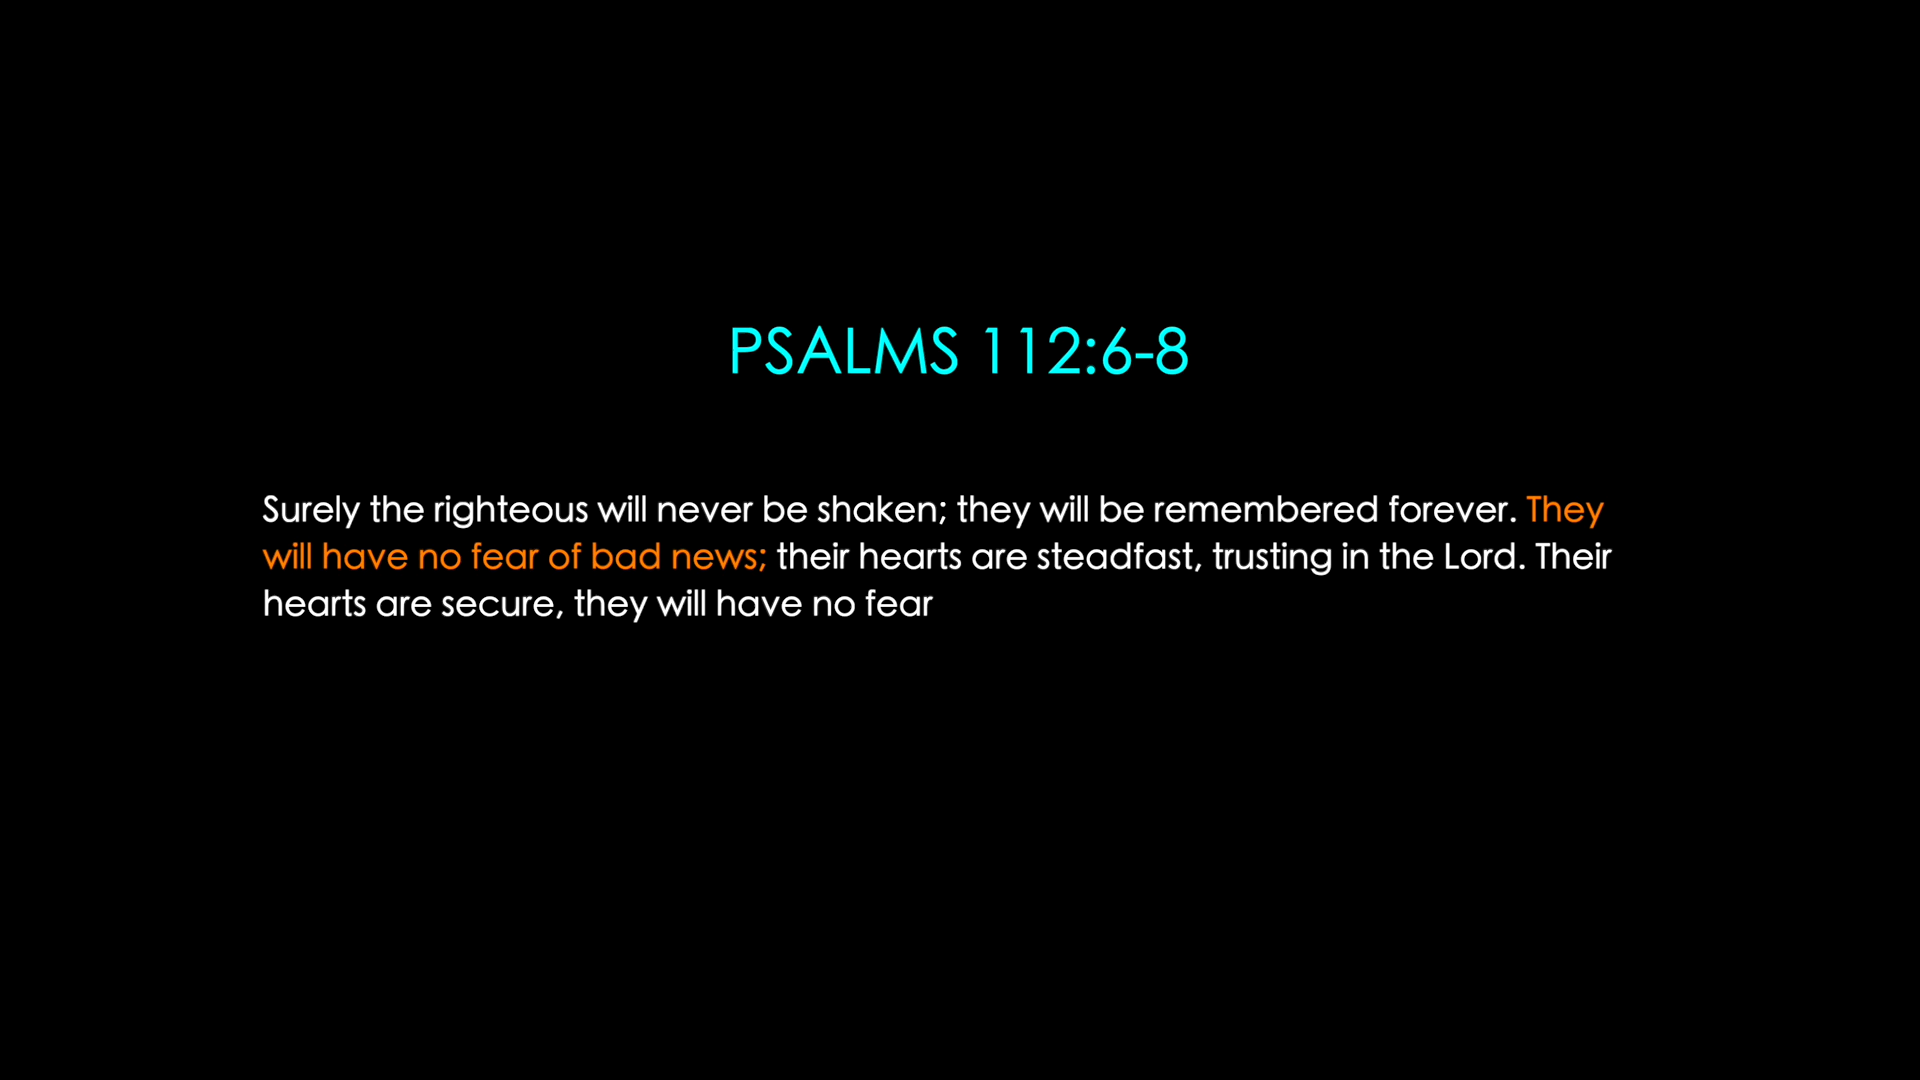 PSALMS 112:6-8
Surely the righteous will never be shaken; they will be remembered forever. They
will have no fear of bad news; their hearts are steadfast, trusting in the Lord. Their
hearts are secure, they will have no fear